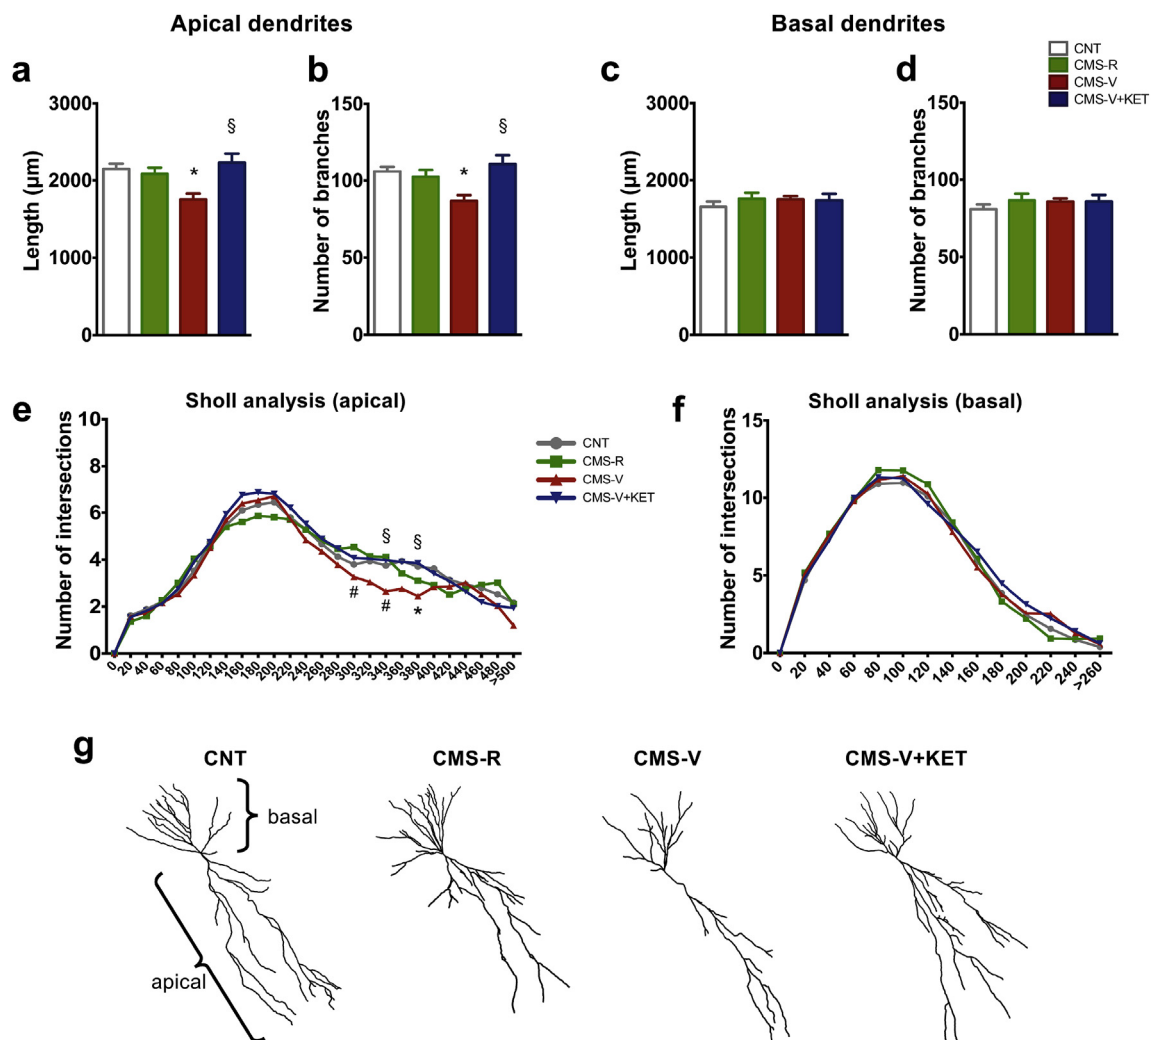 Apical dendrites
Basal dendrites
a
b
c
d
CNT
CMS-R
CMS-V
CMS-V+KET
Length (µm)
3000
2000
1000
0
*
§
Number of branches
150
100
50
0
*
§
Length (µm)
3000
2000
1000
0
Number of branches
150
100
50
0
e
Sholl analysis (apical)
Number of intersections
10
8
6
4
2
0
0 20 40 60 80 100 120 140 160 180 200 220 240 260 280 300 320 340 360 380 400 420 440 460 480 >500
§ §
# # *
CNT
CMS-R
CMS-V
CMS-V+KET
f
Sholl analysis (basal)
Number of intersections
15
10
5
0
0 20 40 60 80 100 120 140 160 180 200 220 240 >260
g
CNT
CMS-R
CMS-V
CMS-V+KET
basal
apical